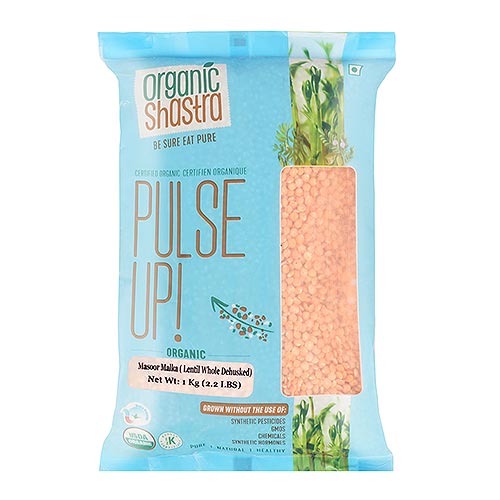 organic
shastra
BE SURE EAT PURE
CERTIFIED ORGANIC CERTIFIEN ORGANIQUE
PULSE
UP!
ORGANIC
Masoor Malka ( Lentil Whole Dehusked)
Net Wt: 1 Kg (2.2 LBS)
GROWN WITHOUT THE USE OF:
SYNTHETIC PESTICIDES
GMOS
CHEMICALS
SYNTHETIC HORMONES
USDA
ORGANIC
K
PURE | NATURAL | HEALTHY